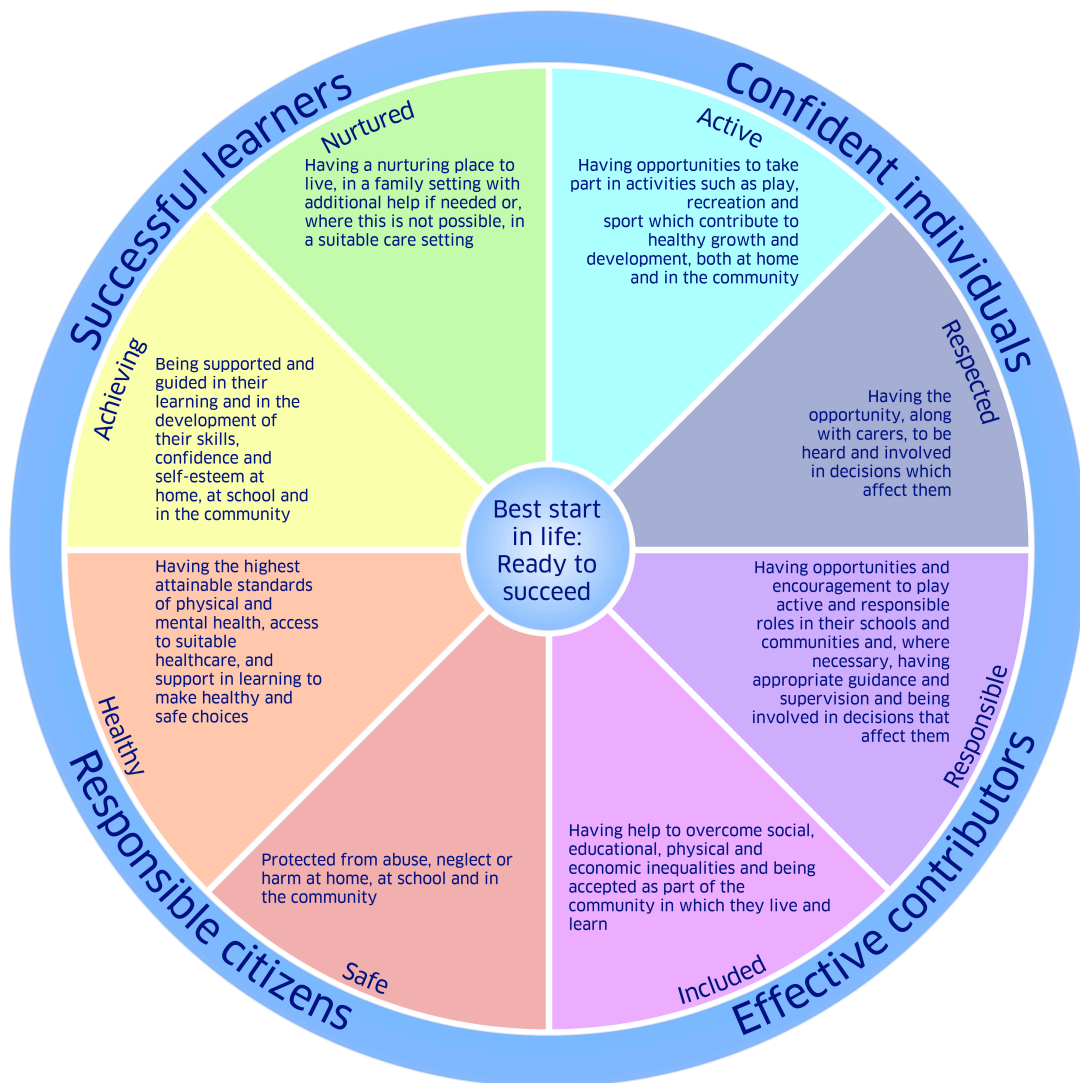 Successful learners
Confident individuals
Nurtured
Having a nurturing place to
live, in a family setting with
additional help if needed or,
where this is not possible, in
a suitable care setting
Active
Having opportunities to take
part in activities such as play,
recreation and
sport which contribute to
healthy growth and
development, both at home
and in the community
Achieving
Being supported and
guided in their
learning and in the
development of
their skills,
confidence and
self-esteem at
home, at school and
in the community
Respected
Having the
opportunity, along
with carers, to be
heard and involved
in decisions which
affect them
Best start
in life:
Ready to
succeed
Having the highest
attainable standards
of physical and
mental health, access
to suitable
healthcare, and
support in learning to
make healthy and
safe choices
Healthy
Having opportunities and
encouragement to play
active and responsible
roles in their schools and
communities and, where
necessary, having
appropriate guidance and
supervision and being
involved in decisions that
affect them
Responsible
Protected from abuse, neglect or
harm at home, at school and in
the community
Safe
Having help to overcome social,
educational, physical and
economic inequalities and being
accepted as part of the
community in which they live and
learn
Included
Responsible citizens
Effective contributors